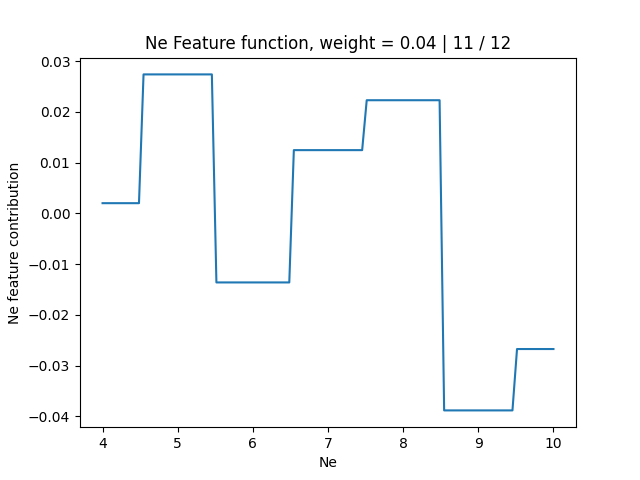 Ne Feature function, weight = 0.04 | 11 / 12
0.03
0.02
0.01
0.00
−0.01
−0.02
−0.03
−0.04
Ne feature contribution
4 5 6 7 8 9 10
Ne